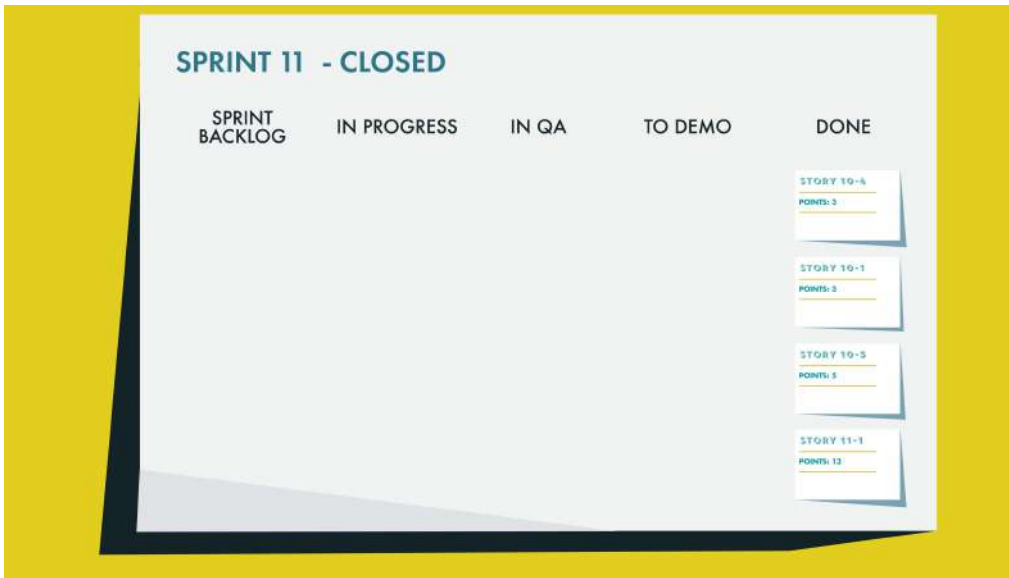 SPRINT 11 - CLOSED
SPRINT
BACKLOG
IN PROGRESS
IN QA
TO DEMO
DONE
STORY 10-4
POINTS: 3
STORY 10-1
POINTS: 3
STORY 10-5
POINTS: 5
STORY 11-1
POINTS: 13